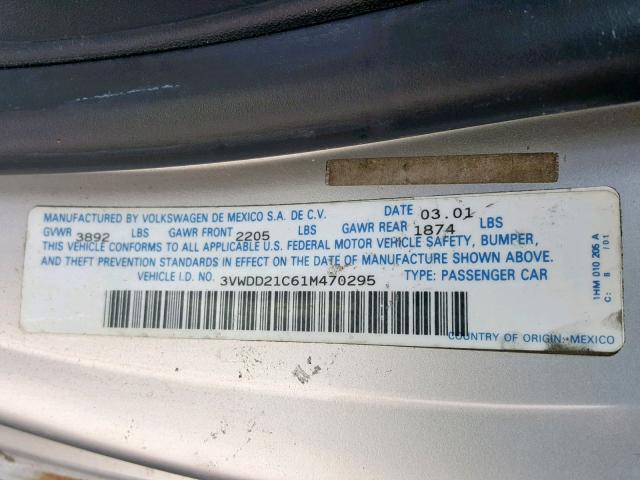 MANUFACTURED BY VOLKSWAGEN DE MEXICO S.A. DE C.V. DATE 03.01
GVWR 3892 LBS GAWR FRONT 2205 LBS GAWR REAR 1874 LBS
THIS VEHICLE CONFORMS TO ALL APPLICABLE U.S. FEDERAL MOTOR VEHICLE SAFETY, BUMPER,
AND THEFT PREVENTION STANDARDS IN EFFECT ON THE DATE OF MANUFACTURE SHOWN ABOVE.
VEHICLE I.D. NO. 3VWDD21C61M470295 TYPE: PASSENGER CAR
COUNTRY OF ORIGIN: MEXICO
1HM 010 205 A
C: B /01